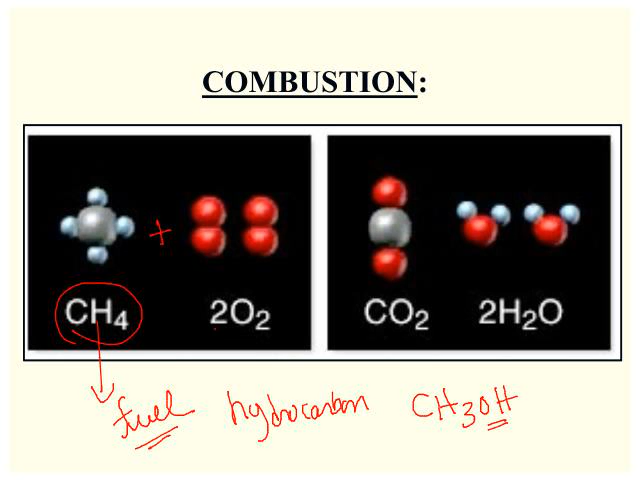 COMBUSTION:
+
CH₄ 2O₂ CO₂ 2H₂O
fuel hydrocarbon CH3OH